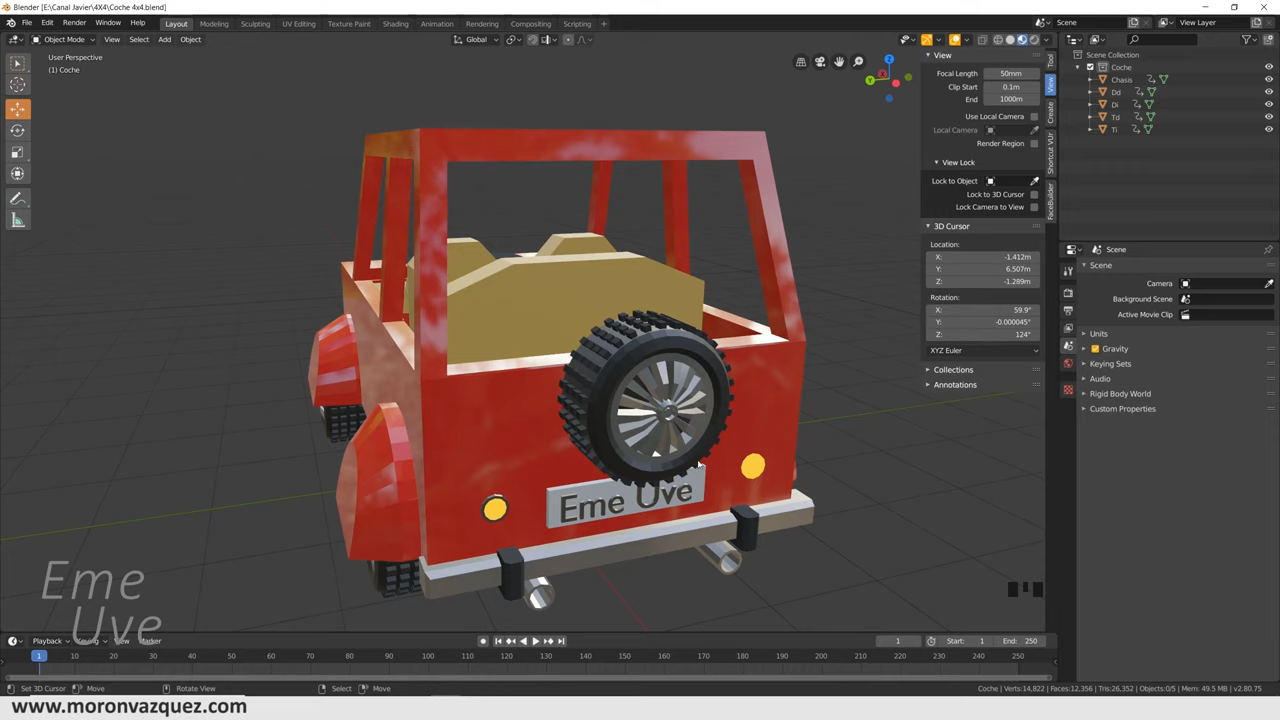 Blender [E:\Canal Javier\4X4\Coche 4x4.blend]
File Edit Render Window Help Layout Modeling Sculpting UV Editing Texture Paint Shading Animation Rendering Compositing Scripting + Scene View Layer
Object Mode View Select Add Object Global
User Perspective
(1) Coche
View
Focal Length 50mm
Clip Start 0.1m
End 1000m
Use Local Camera
Local Camera
Render Region
View Lock
Lock to Object
Lock to 3D Cursor
Lock Camera to View
3D Cursor
Location:
X: -1.412m
Y: 6.507m
Z: -1.289m
Rotation:
X: 59.9°
Y: -0.000045°
Z: 124°
XYZ Euler
Collections
Annotations
Tool
View
Create
Shortcut VUr
FaceBuilder
Scene Collection
Coche
Chasis
Dd
Di
Td
Ti
Scene
Scene
Camera
Background Scene
Active Movie Clip
Units
Gravity
Keying Sets
Audio
Rigid Body World
Custom Properties
Z
Y
Eme Uve
Eme
Uve
Playback Keying View Marker 1 Start: 1 End: 250
1 10 20 30 40 50 60 70 80 90 100 110 120 130 140 150 160 170 180 190 200 210 220 230 240 250
Set 3D Cursor Move Rotate View Select Move Coche | Verts:14,822 | Faces:12,356 | Tris:26,352 | Objects:0/5 | Mem: 49.5 MB | v2.80.75
www.moronvazquez.com